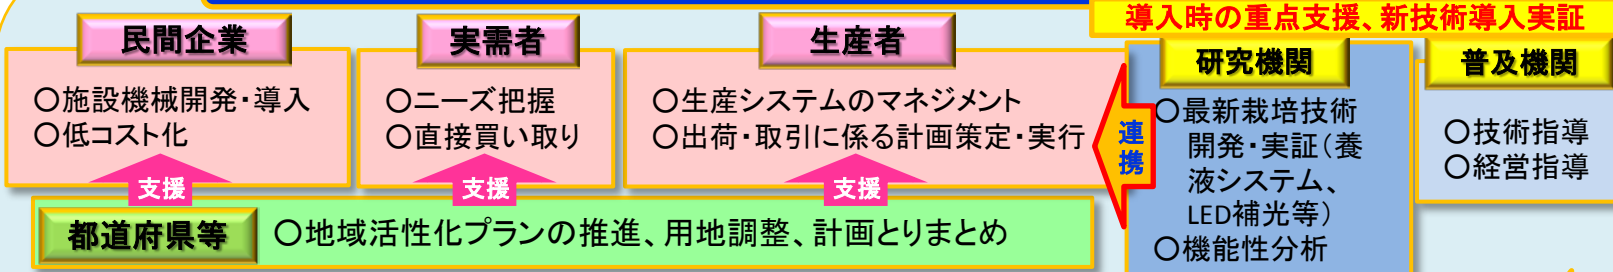 導入時の重点支援、新技術導入実証
民間企業
○施設機械開発・導入
○低コスト化
実需者
○ニーズ把握
○直接買い取り
生産者
○生産システムのマネジメント
○出荷・取引に係る計画策定・実行
連携
研究機関
○最新栽培技術
開発・実証(養
液システム、
LED補光等)
○機能性分析
普及機関
○技術指導
○経営指導
支援
支援
支援
都道府県等
○地域活性化プランの推進、用地調整、計画とりまとめ